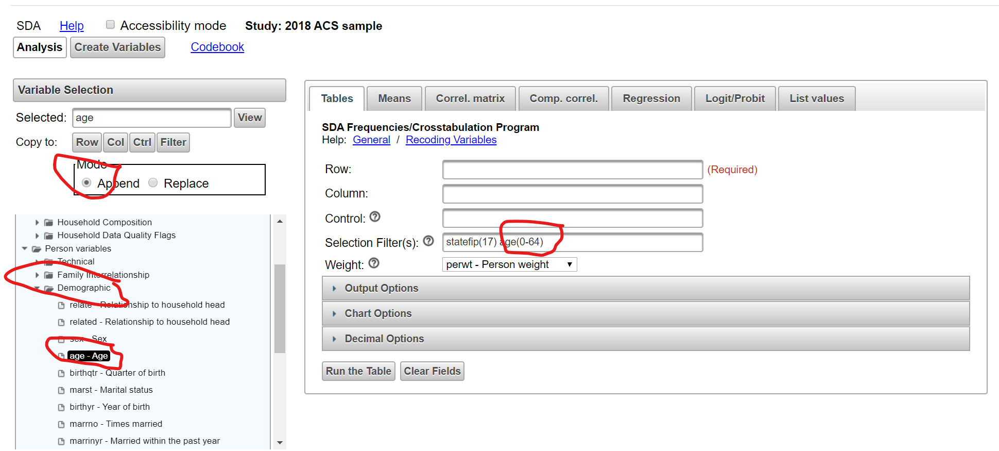 SDA Help Accessibility mode Study: 2018 ACS sample
Analysis Create Variables Codebook
Variable Selection
Selected: age View
Copy to: Row Col Ctrl Filter
Mode
Append Replace
Household Composition
Household Data Quality Flags
Person variables
Technical
Family Interrelationship
Demographic
relate - Relationship to household head
related - Relationship to household head
sex - Sex
age - Age
birthqtr - Quarter of birth
marst - Marital status
birthyr - Year of birth
marrno - Times married
marrinyr - Married within the past year
Tables Means Correl. matrix Comp. correl. Regression Logit/Probit List values
SDA Frequencies/Crosstabulation Program
Help: General / Recoding Variables
Row: (Required)
Column:
Control: ?
Selection Filter(s): ? statefip(17) age(0-64)
Weight: ? perwt - Person weight
Output Options
Chart Options
Decimal Options
Run the Table Clear Fields